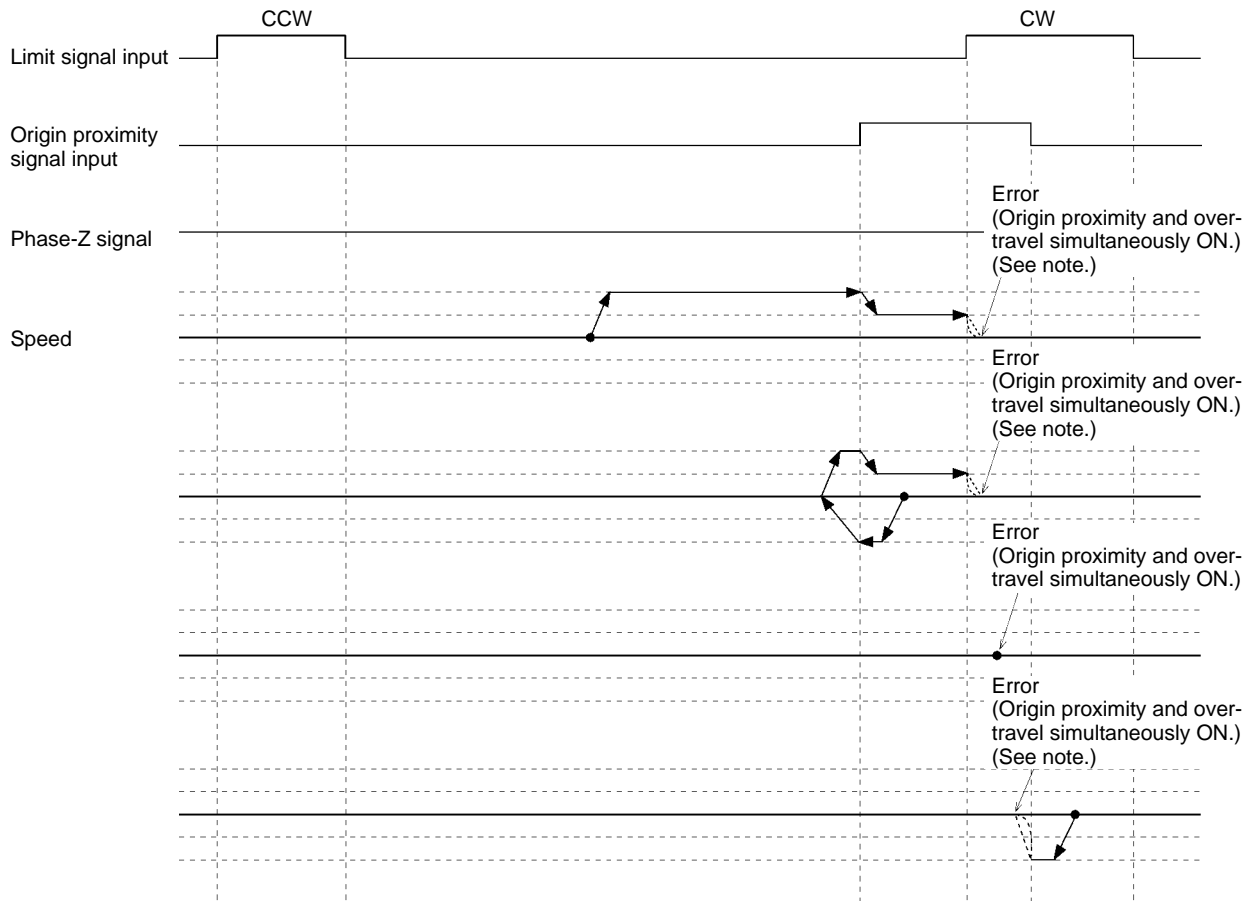 CCW
CW
Limit signal input
Origin proximity
signal input
Error
(Origin proximity and over-
travel simultaneously ON.)
(See note.)
Phase-Z signal
Speed
Error
(Origin proximity and over-
travel simultaneously ON.)
(See note.)
Error
(Origin proximity and over-
travel simultaneously ON.)
Error
(Origin proximity and over-
travel simultaneously ON.)
(See note.)